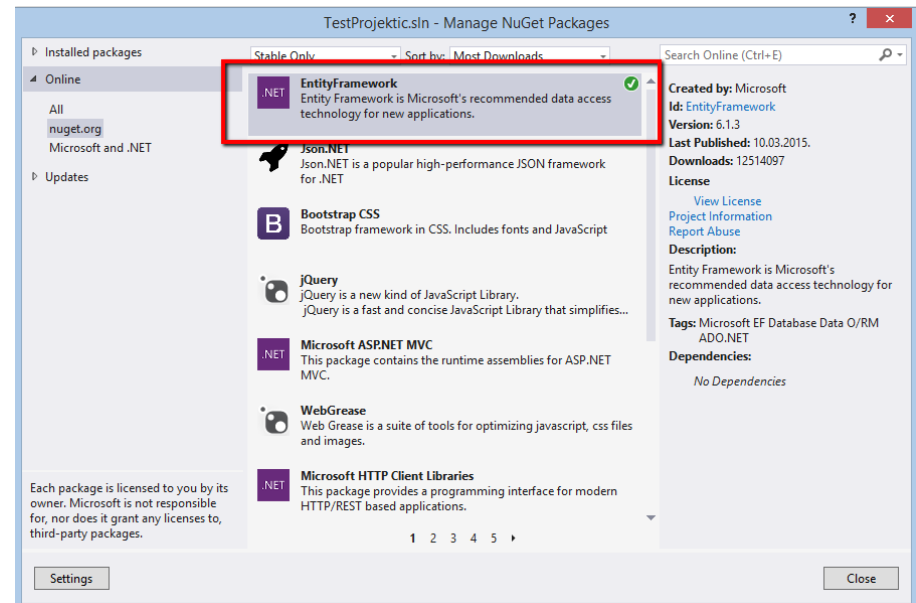 TestProjektic.sln - Manage NuGet Packages
? ×
Installed packages
Online
All
nuget.org
Microsoft and .NET
Updates
Each package is licensed to you by its
owner. Microsoft is not responsible
for, nor does it grant any licenses to,
third-party packages.
Stable Only
Sort by: Most Downloads
.NET
EntityFramework
Entity Framework is Microsoft's recommended data access
technology for new applications.
Json.NET
Json.NET is a popular high-performance JSON framework
for .NET
B
Bootstrap CSS
Bootstrap framework in CSS. Includes fonts and JavaScript
jQuery
jQuery is a new kind of JavaScript Library.
jQuery is a fast and concise JavaScript Library that simplifies...
.NET
Microsoft ASP.NET MVC
This package contains the runtime assemblies for ASP.NET
MVC.
WebGrease
Web Grease is a suite of tools for optimizing javascript, css files
and images.
.NET
Microsoft HTTP Client Libraries
This package provides a programming interface for modern
HTTP/REST based applications.
1 2 3 4 5
Search Online (Ctrl+E)
Created by: Microsoft
Id: EntityFramework
Version: 6.1.3
Last Published: 10.03.2015.
Downloads: 12514097
License
View License
Project Information
Report Abuse
Description:
Entity Framework is Microsoft's
recommended data access technology for
new applications.
Tags: Microsoft EF Database Data O/RM
ADO.NET
Dependencies:
No Dependencies
Settings
Close